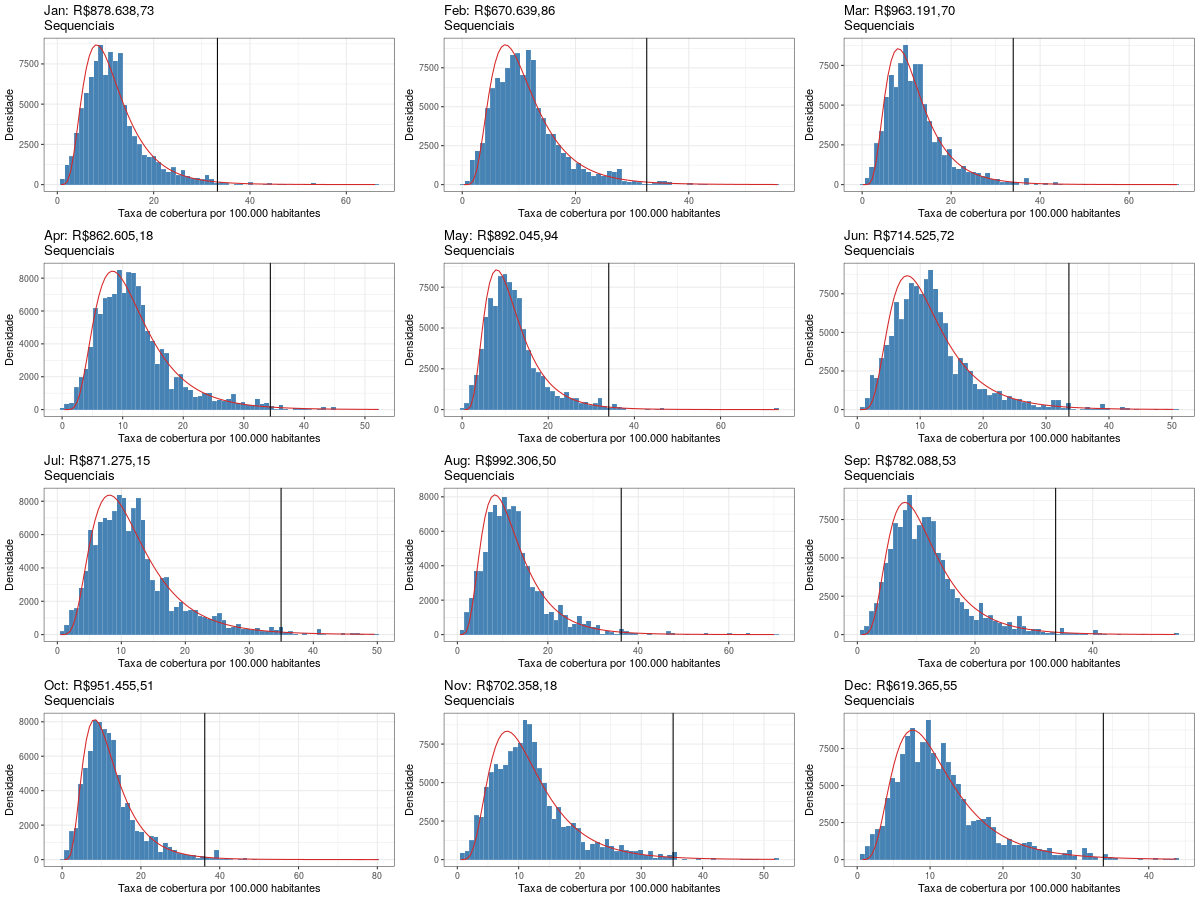 Jan: R$878.638,73
Sequenciais
Densidade
7500
5000
2500
0
0 20 40 60
Taxa de cobertura por 100.000 habitantes
Feb: R$670.639,86
Sequenciais
Densidade
7500
5000
2500
0
0 20 40
Taxa de cobertura por 100.000 habitantes
Mar: R$963.191,70
Sequenciais
Densidade
7500
5000
2500
0
0 20 40 60
Taxa de cobertura por 100.000 habitantes
Apr: R$862.605,18
Sequenciais
Densidade
8000
6000
4000
2000
0
0 10 20 30 40 50
Taxa de cobertura por 100.000 habitantes
May: R$892.045,94
Sequenciais
Densidade
7500
5000
2500
0
0 20 40 60
Taxa de cobertura por 100.000 habitantes
Jun: R$714.525,72
Sequenciais
Densidade
7500
5000
2500
0
0 10 20 30 40 50
Taxa de cobertura por 100.000 habitantes
Jul: R$871.275,15
Sequenciais
Densidade
8000
6000
4000
2000
0
0 10 20 30 40 50
Taxa de cobertura por 100.000 habitantes
Aug: R$992.306,50
Sequenciais
Densidade
8000
6000
4000
2000
0
0 20 40 60
Taxa de cobertura por 100.000 habitantes
Sep: R$782.088,53
Sequenciais
Densidade
7500
5000
2500
0
0 20 40
Taxa de cobertura por 100.000 habitantes
Oct: R$951.455,51
Sequenciais
Densidade
8000
6000
4000
2000
0
0 20 40 60 80
Taxa de cobertura por 100.000 habitantes
Nov: R$702.358,18
Sequenciais
Densidade
7500
5000
2500
0
0 10 20 30 40 50
Taxa de cobertura por 100.000 habitantes
Dec: R$619.365,55
Sequenciais
Densidade
7500
5000
2500
0
0 10 20 30 40
Taxa de cobertura por 100.000 habitantes